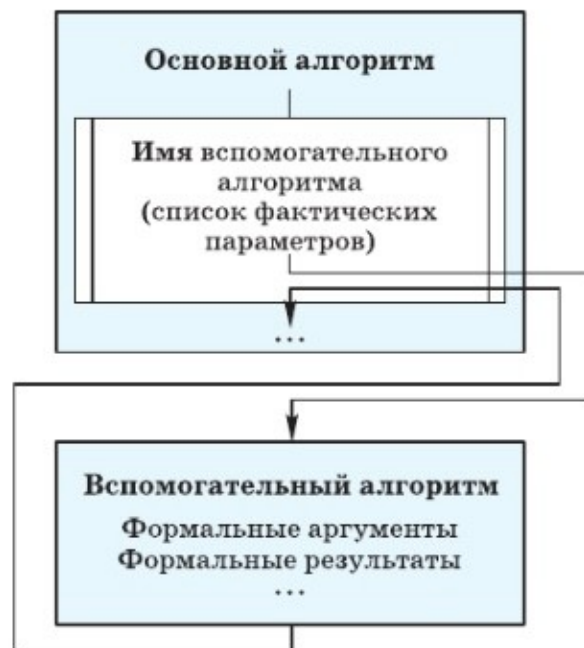 Основной алгоритм
Имя вспомогательного
алгоритма
(список фактических
параметров)
...
Вспомогательный алгоритм
Формальные аргументы
Формальные результаты
...